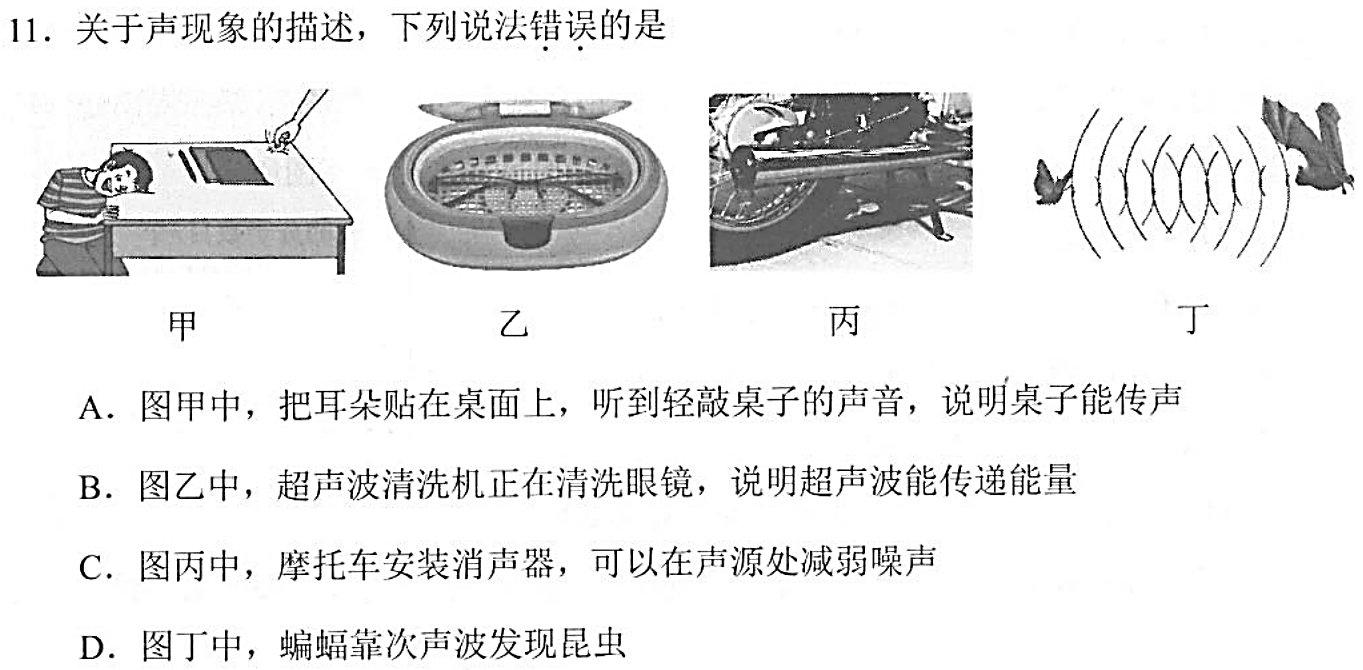 11．关于声现象的描述，下列说法错误的是
甲 乙 丙 丁
A．图甲中，把耳朵贴在桌面上，听到轻敲桌子的声音，说明桌子能传声
B．图乙中，超声波清洗机正在清洗眼镜，说明超声波能传递能量
C．图丙中，摩托车安装消声器，可以在声源处减弱噪声
D．图丁中，蝙蝠靠次声波发现昆虫